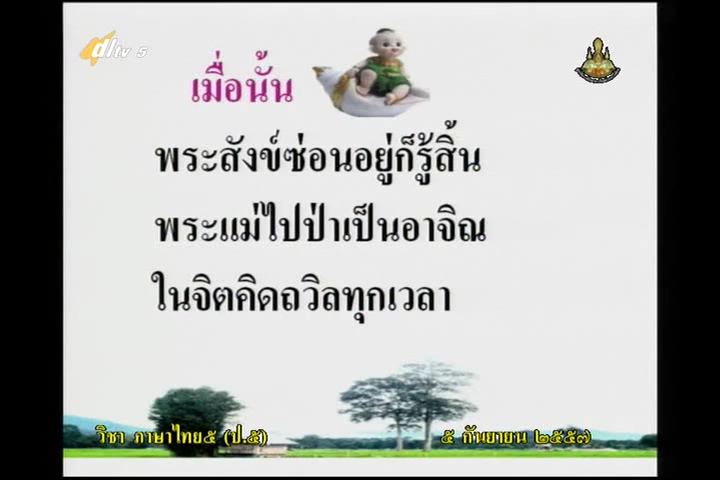 dltv 5
เมื่อนั้น
พระสังข์ซ่อนอยู่ก็รู้สิ้น
พระแม่ไปป่าเป็นอาจิณ
ในจิตคิดถวิลทุกเวลา
วิชา ภาษาไทย๕ (ป.๕)
๕ กันยายน ๒๕๕๗